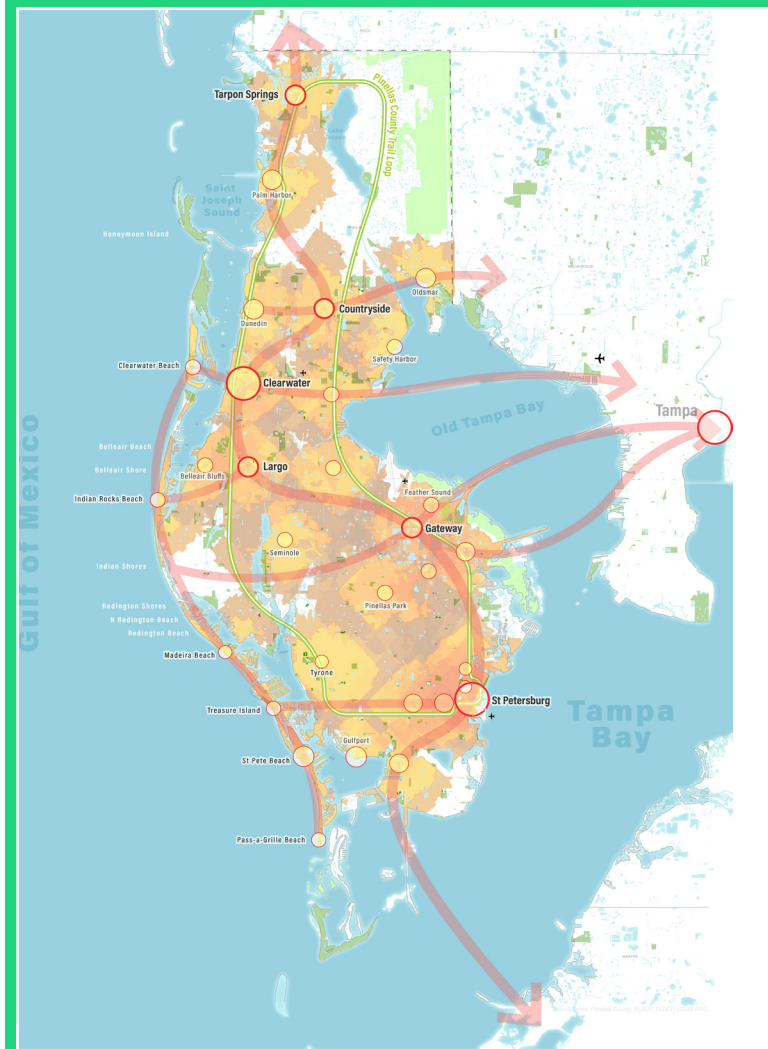 Tarpon Springs
Pinellas County Trail Loop
Palm Harbor
Saint
Joseph
Sound
Honeymoon Island
Oldsmar
Countryside
Dunedin
Safety Harbor
Clearwater Beach
Clearwater
Tampa
Old Tampa Bay
Belleair Beach
Largo
Belleair Shore
Belleair Bluffs
Feather Sound
Indian Rocks Beach
Gateway
Gulf of Mexico
Seminole
Indian Shores
Pinellas Park
Redington Shores
N Redington Beach
Redington Beach
Madeira Beach
Tyrone
St Petersburg
Treasure Island
Tampa
Bay
Gulfport
St Pete Beach
Pass-a-Grille Beach